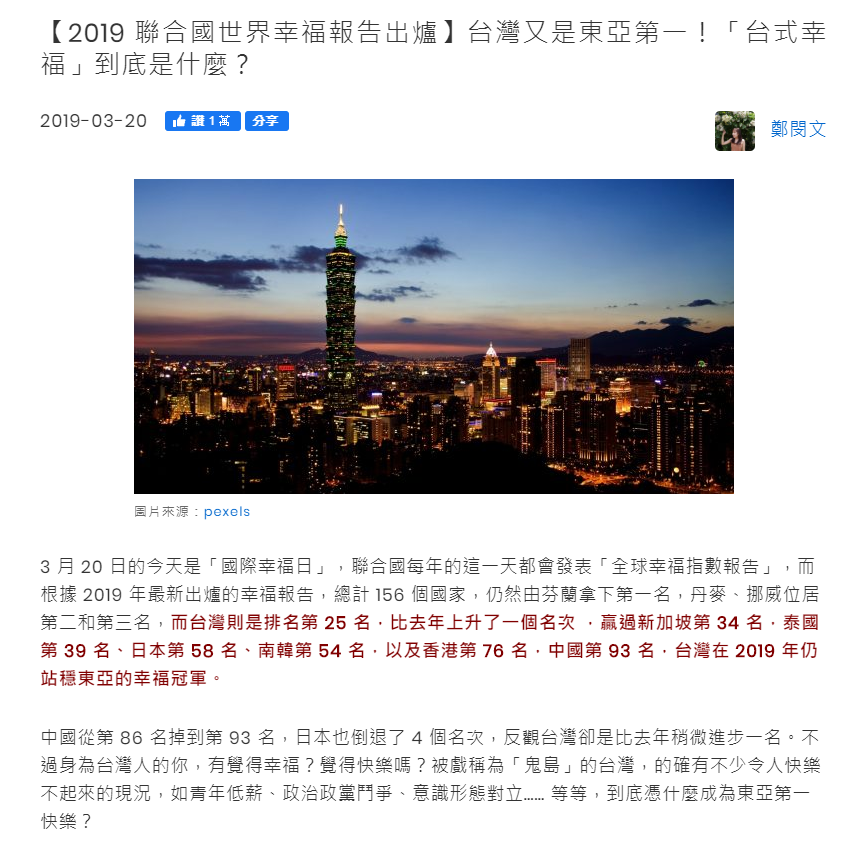 【2019 聯合國世界幸福報告出爐】台灣又是東亞第一！「台式幸
福」到底是什麼？
2019-03-20
讚 1 萬
分享
鄭閔文
圖片來源：pexels
3 月 20 日的今天是「國際幸福日」，聯合國每年的這一天都會發表「全球幸福指數報告」，而
根據 2019 年最新出爐的幸福報告，總計 156 個國家，仍然由芬蘭拿下第一名，丹麥、挪威位居
第二和第三名，而台灣則是排名第 25 名，比去年上升了一個名次 ，贏過新加坡第 34 名，泰國
第 39 名、日本第 58 名、南韓第 54 名，以及香港第 76 名，中國第 93 名，台灣在 2019 年仍
站穩東亞的幸福冠軍。
中國從第 86 名掉到第 93 名，日本也倒退了 4 個名次，反觀台灣卻是比去年稍微進步一名。不
過身為台灣人的你，有覺得幸福？覺得快樂嗎？被戲稱為「鬼島」的台灣，的確有不少令人快樂
不起來的現況，如青年低薪、政治政黨鬥爭、意識形態對立...... 等等，到底憑什麼成為東亞第一
快樂？